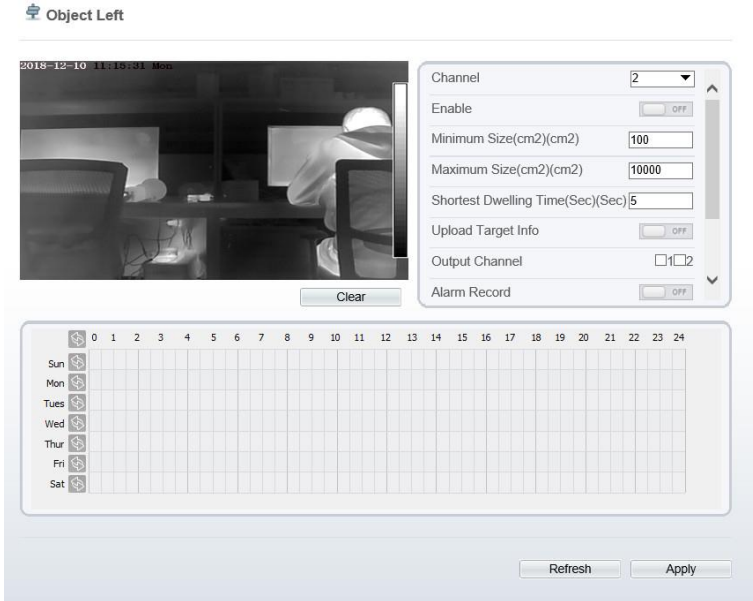 Object Left
2018-12-10 11:15:31 Mon
Channel 2
Enable OFF
Minimum Size(cm2)(cm2) 100
Maximum Size(cm2)(cm2) 10000
Shortest Dwelling Time(Sec)(Sec) 5
Upload Target Info OFF
Output Channel 1 2
Alarm Record OFF
Clear
0 1 2 3 4 5 6 7 8 9 10 11 12 13 14 15 16 17 18 19 20 21 22 23 24
Sun
Mon
Tues
Wed
Thur
Fri
Sat
Refresh Apply